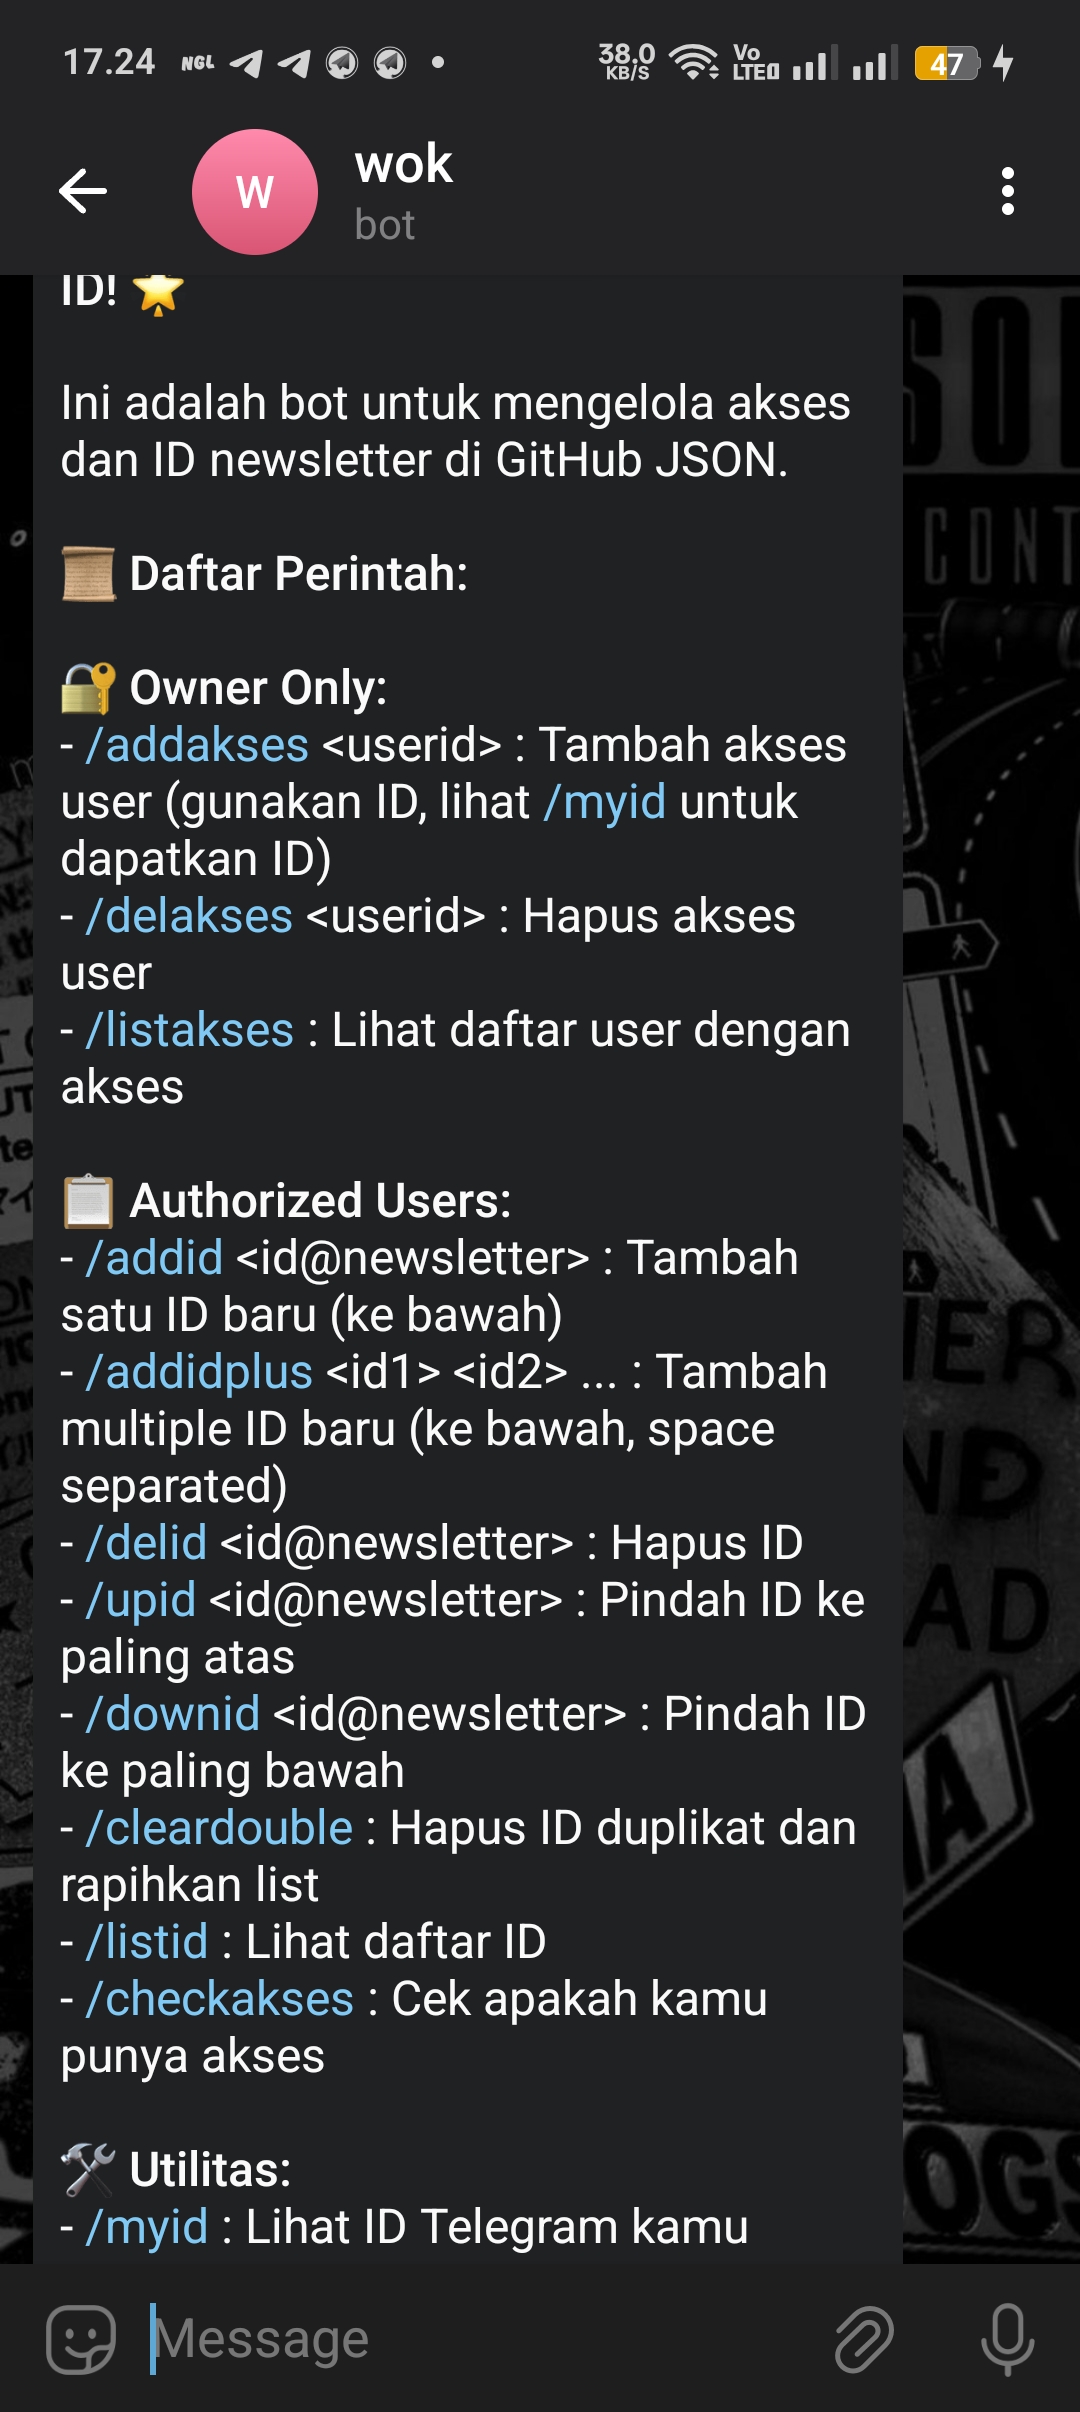 17.24 NGL 38.0 KB/S Vo LTE 47
W
wok
bot
ID! 🌟
Ini adalah bot untuk mengelola akses
dan ID newsletter di GitHub JSON.
📜 Daftar Perintah:
🔐 Owner Only:
- /addakses <userid> : Tambah akses
user (gunakan ID, lihat /myid untuk
dapatkan ID)
- /delakses <userid> : Hapus akses
user
- /listakses : Lihat daftar user dengan
akses
📋 Authorized Users:
- /addid <id@newsletter> : Tambah
satu ID baru (ke bawah)
- /addidplus <id1> <id2> ... : Tambah
multiple ID baru (ke bawah, space
separated)
- /delid <id@newsletter> : Hapus ID
- /upid <id@newsletter> : Pindah ID ke
paling atas
- /downid <id@newsletter> : Pindah ID
ke paling bawah
- /cleardouble : Hapus ID duplikat dan
rapihkan list
- /listid : Lihat daftar ID
- /checkakses : Cek apakah kamu
punya akses
🛠 Utilitas:
- /myid : Lihat ID Telegram kamu
Message